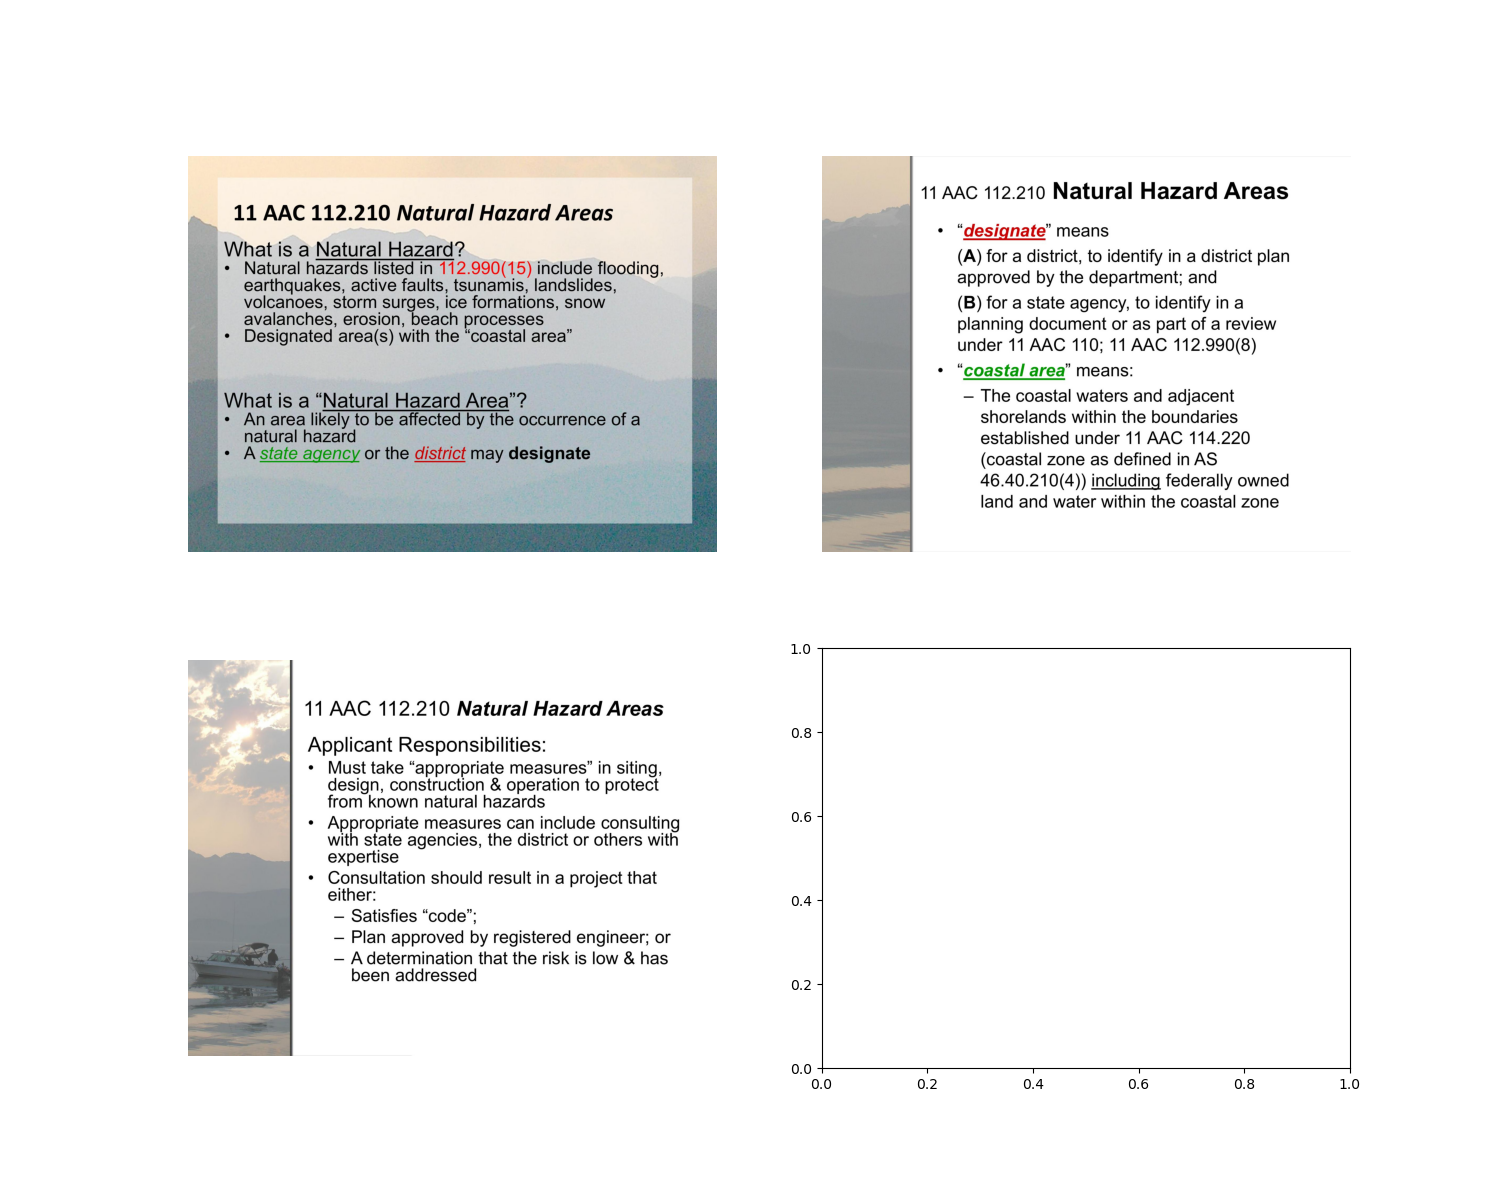 11 AAC 112.210 Natural Hazard Areas
What is a Natural Hazard?
• Natural hazards listed in 112.990(15) include flooding,
earthquakes, active faults, tsunamis, landslides,
volcanoes, storm surges, ice formations, snow
avalanches, erosion, beach processes
• Designated area(s) with the “coastal area”
What is a “Natural Hazard Area”?
• An area likely to be affected by the occurrence of a
natural hazard
• A state agency or the district may designate
11 AAC 112.210 Natural Hazard Areas
• “designate” means
(A) for a district, to identify in a district plan
approved by the department; and
(B) for a state agency, to identify in a
planning document or as part of a review
under 11 AAC 110; 11 AAC 112.990(8)
• “coastal area” means:
– The coastal waters and adjacent
shorelands within the boundaries
established under 11 AAC 114.220
(coastal zone as defined in AS
46.40.210(4)) including federally owned
land and water within the coastal zone
11 AAC 112.210 Natural Hazard Areas
Applicant Responsibilities:
• Must take “appropriate measures” in siting,
design, construction & operation to protect
from known natural hazards
• Appropriate measures can include consulting
with state agencies, the district or others with
expertise
• Consultation should result in a project that
either:
– Satisfies “code”;
– Plan approved by registered engineer; or
– A determination that the risk is low & has
been addressed
1.0
0.8
0.6
0.4
0.2
0.0
0.0 0.2 0.4 0.6 0.8 1.0